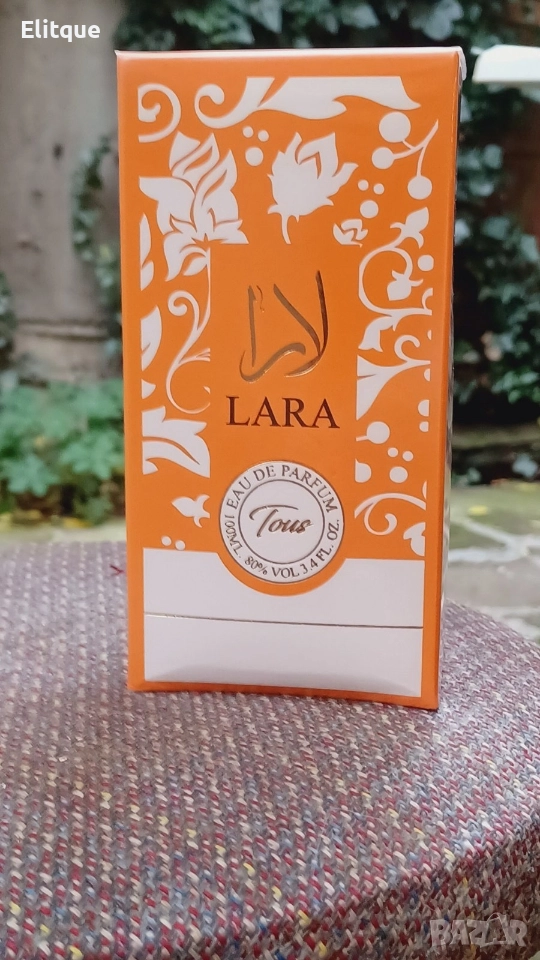 Elitque
لارا
LARA
EAU DE PARFUM
Tous
100ML. 80% VOL 3.4 FL. OZ.
BAZAR